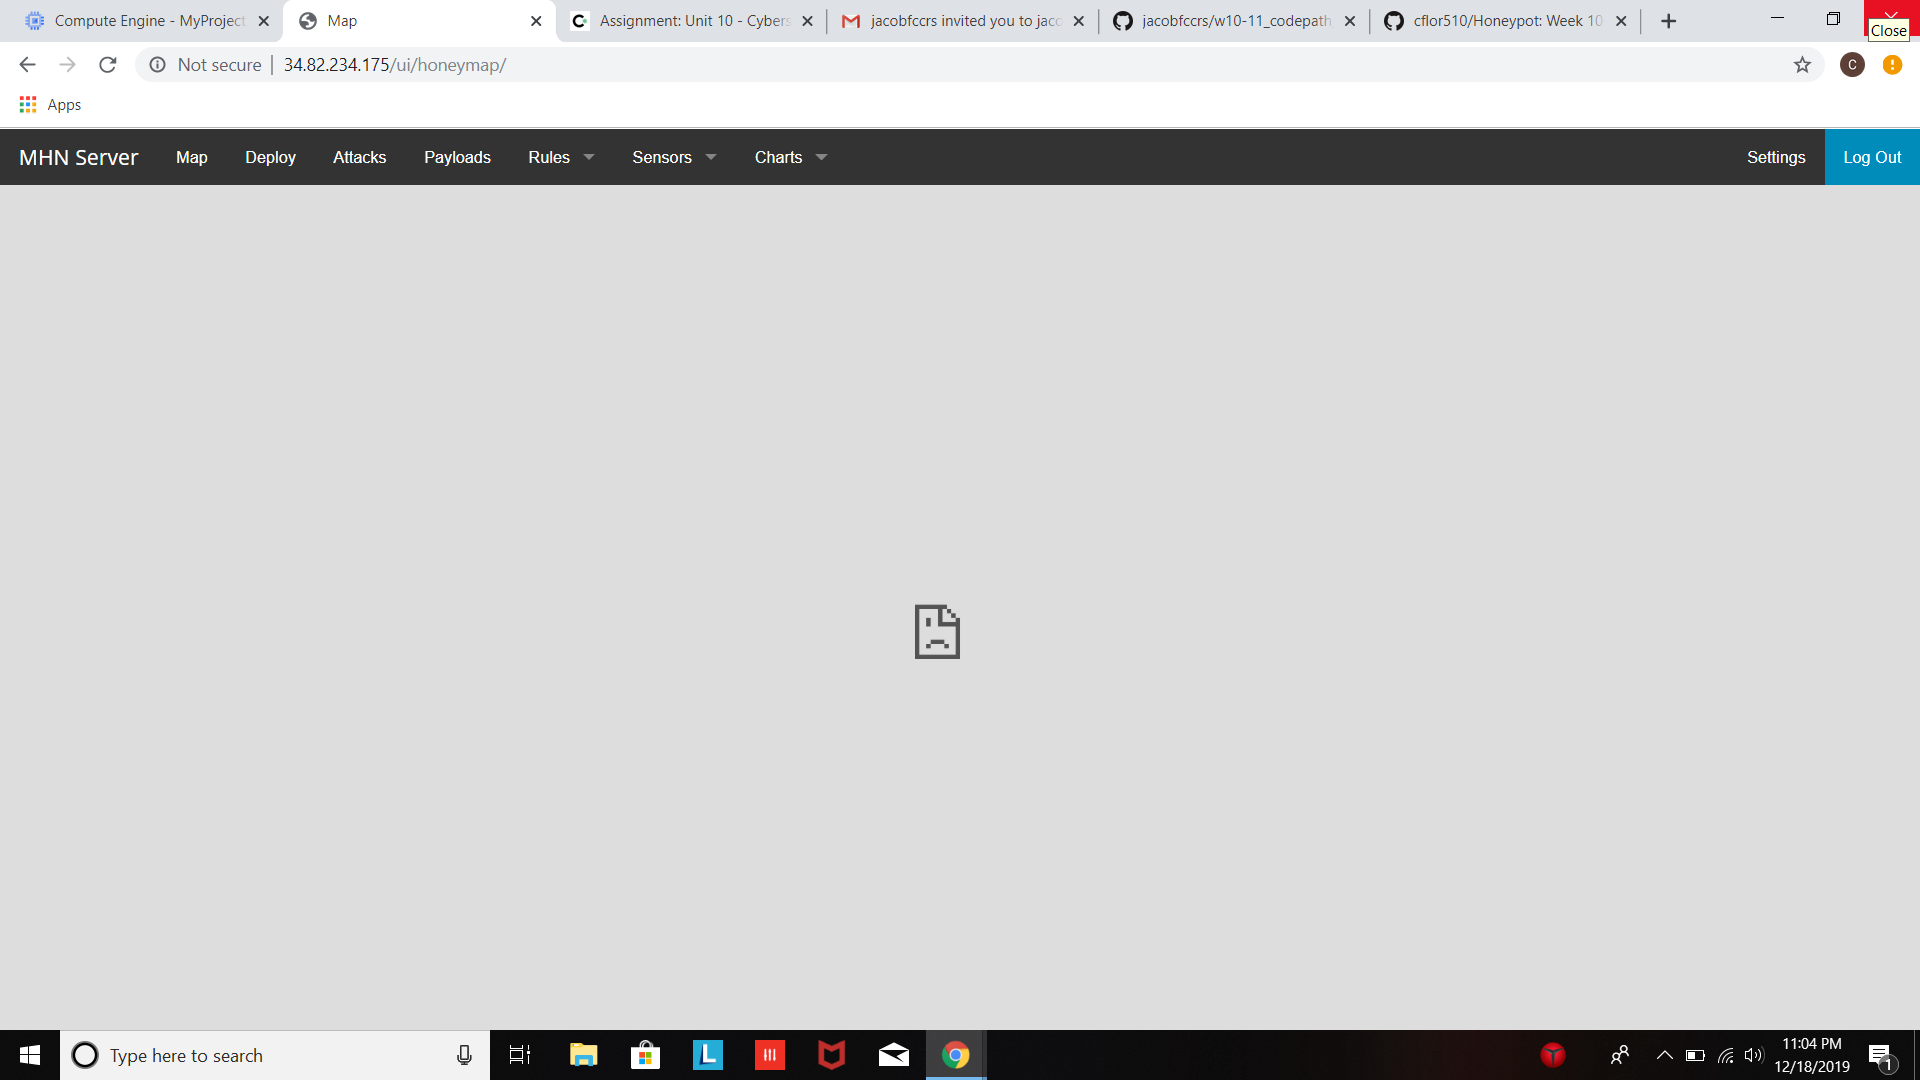 Compute Engine - MyProject
Map
Assignment: Unit 10 - Cybers
jacobfccrs invited you to jaco
jacobfccrs/w10-11_codepath
cflor510/Honeypot: Week 10
Close
Not secure | 34.82.234.175/ui/honeymap/
C
Apps
MHN Server
Map
Deploy
Attacks
Payloads
Rules
Sensors
Charts
Settings
Log Out
Type here to search
L
11:04 PM
12/18/2019
1